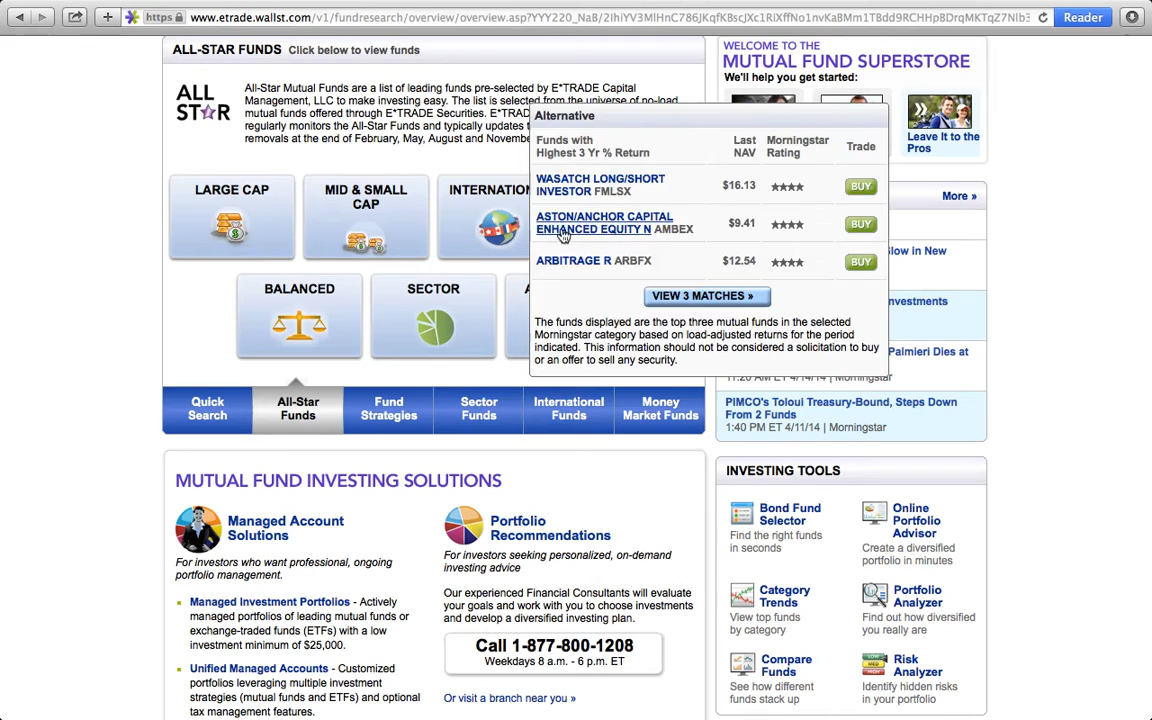 https www.etrade.wallst.com/v1/fundresearch/overview/overview.asp?YYY220_NaB/
Reader
ALL-STAR FUNDS Click below to view funds
ALL
STAR
All-Star Mutual Funds are a list of leading funds pre-selected by E*TRADE Capital
Management, LLC to make investing easy. The list is selected from the universe of no-load
mutual funds offered through E*TRADE Securities. E*TRA
regularly monitors the All-Star Funds and typically updates t
removals at the end of February, May, August and Novembe
LARGE CAP
MID & SMALL
CAP
INTERNATION
BALANCED
SECTOR
A
Alternative
Funds with
Highest 3 Yr % Return
Last
NAV
Morningstar
Rating
Trade
WASATCH LONG/SHORT
INVESTOR FMLSX
$16.13
BUY
ASTON/ANCHOR CAPITAL
ENHANCED EQUITY N AMBEX
$9.41
BUY
ARBITRAGE R ARBFX
$12.54
BUY
VIEW 3 MATCHES »
The funds displayed are the top three mutual funds in the selected
Morningstar category based on load-adjusted returns for the period
indicated. This information should not be considered a solicitation to buy
or an offer to sell any security.
Quick
Search
All-Star
Funds
Fund
Strategies
Sector
Funds
International
Funds
Money
Market Funds
WELCOME TO THE
MUTUAL FUND SUPERSTORE
We'll help you get started:
Leave It to the
Pros
More »
Slow in New
nvestments
Palmieri Dies at
11:20 AM ET 4/14/14 | Morningstar
PIMCO's Toloui Treasury-Bound, Steps Down
From 2 Funds
1:40 PM ET 4/11/14 | Morningstar
MUTUAL FUND INVESTING SOLUTIONS
Managed Account
Solutions
For investors who want professional, ongoing
portfolio management.
Managed Investment Portfolios - Actively
managed portfolios of leading mutual funds or
exchange-traded funds (ETFs) with a low
investment minimum of $25,000.
Unified Managed Accounts - Customized
portfolios leveraging multiple investment
strategies (mutual funds and ETFs) and optional
tax management features.
Portfolio
Recommendations
For investors seeking personalized, on-demand
investing advice
Our experienced Financial Consultants will evaluate
your goals and work with you to choose investments
and develop a diversified investing plan.
Call 1-877-800-1208
Weekdays 8 a.m. - 6 p.m. ET
Or visit a branch near you »
INVESTING TOOLS
Bond Fund
Selector
Find the right funds
in seconds
Online
Portfolio
Advisor
Create a diversified
portfolio in minutes
Category
Trends
View top funds
by category
Portfolio
Analyzer
Find out how diversified
you really are
Compare
Funds
See how different
funds stack up
Risk
Analyzer
Identify hidden risks
in your portfolio